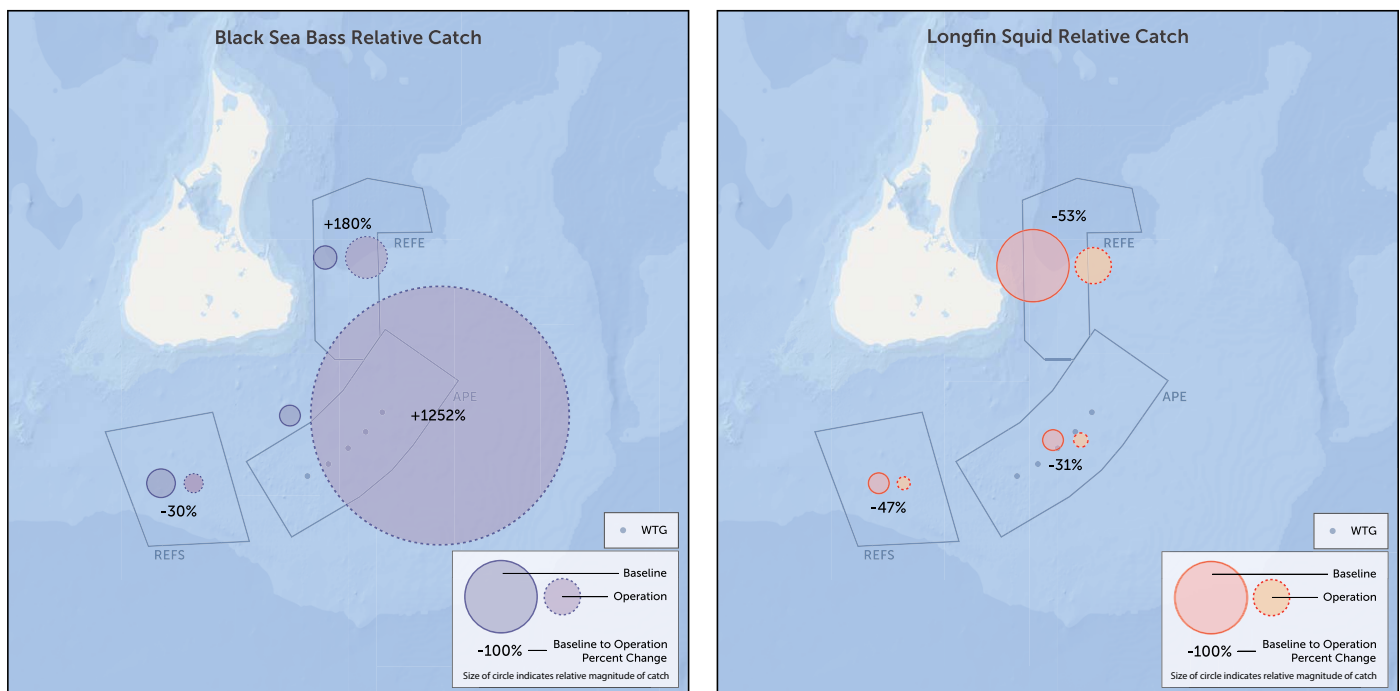 Black Sea Bass Relative Catch
+180%
REFE
APE
+1252%
-30%
REFS
WTG
Baseline
Operation
-100%
Baseline to Operation
Percent Change
Size of circle indicates relative magnitude of catch
Longfin Squid Relative Catch
-53%
REFE
APE
-31%
-47%
REFS
WTG
Baseline
Operation
-100%
Baseline to Operation
Percent Change
Size of circle indicates relative magnitude of catch